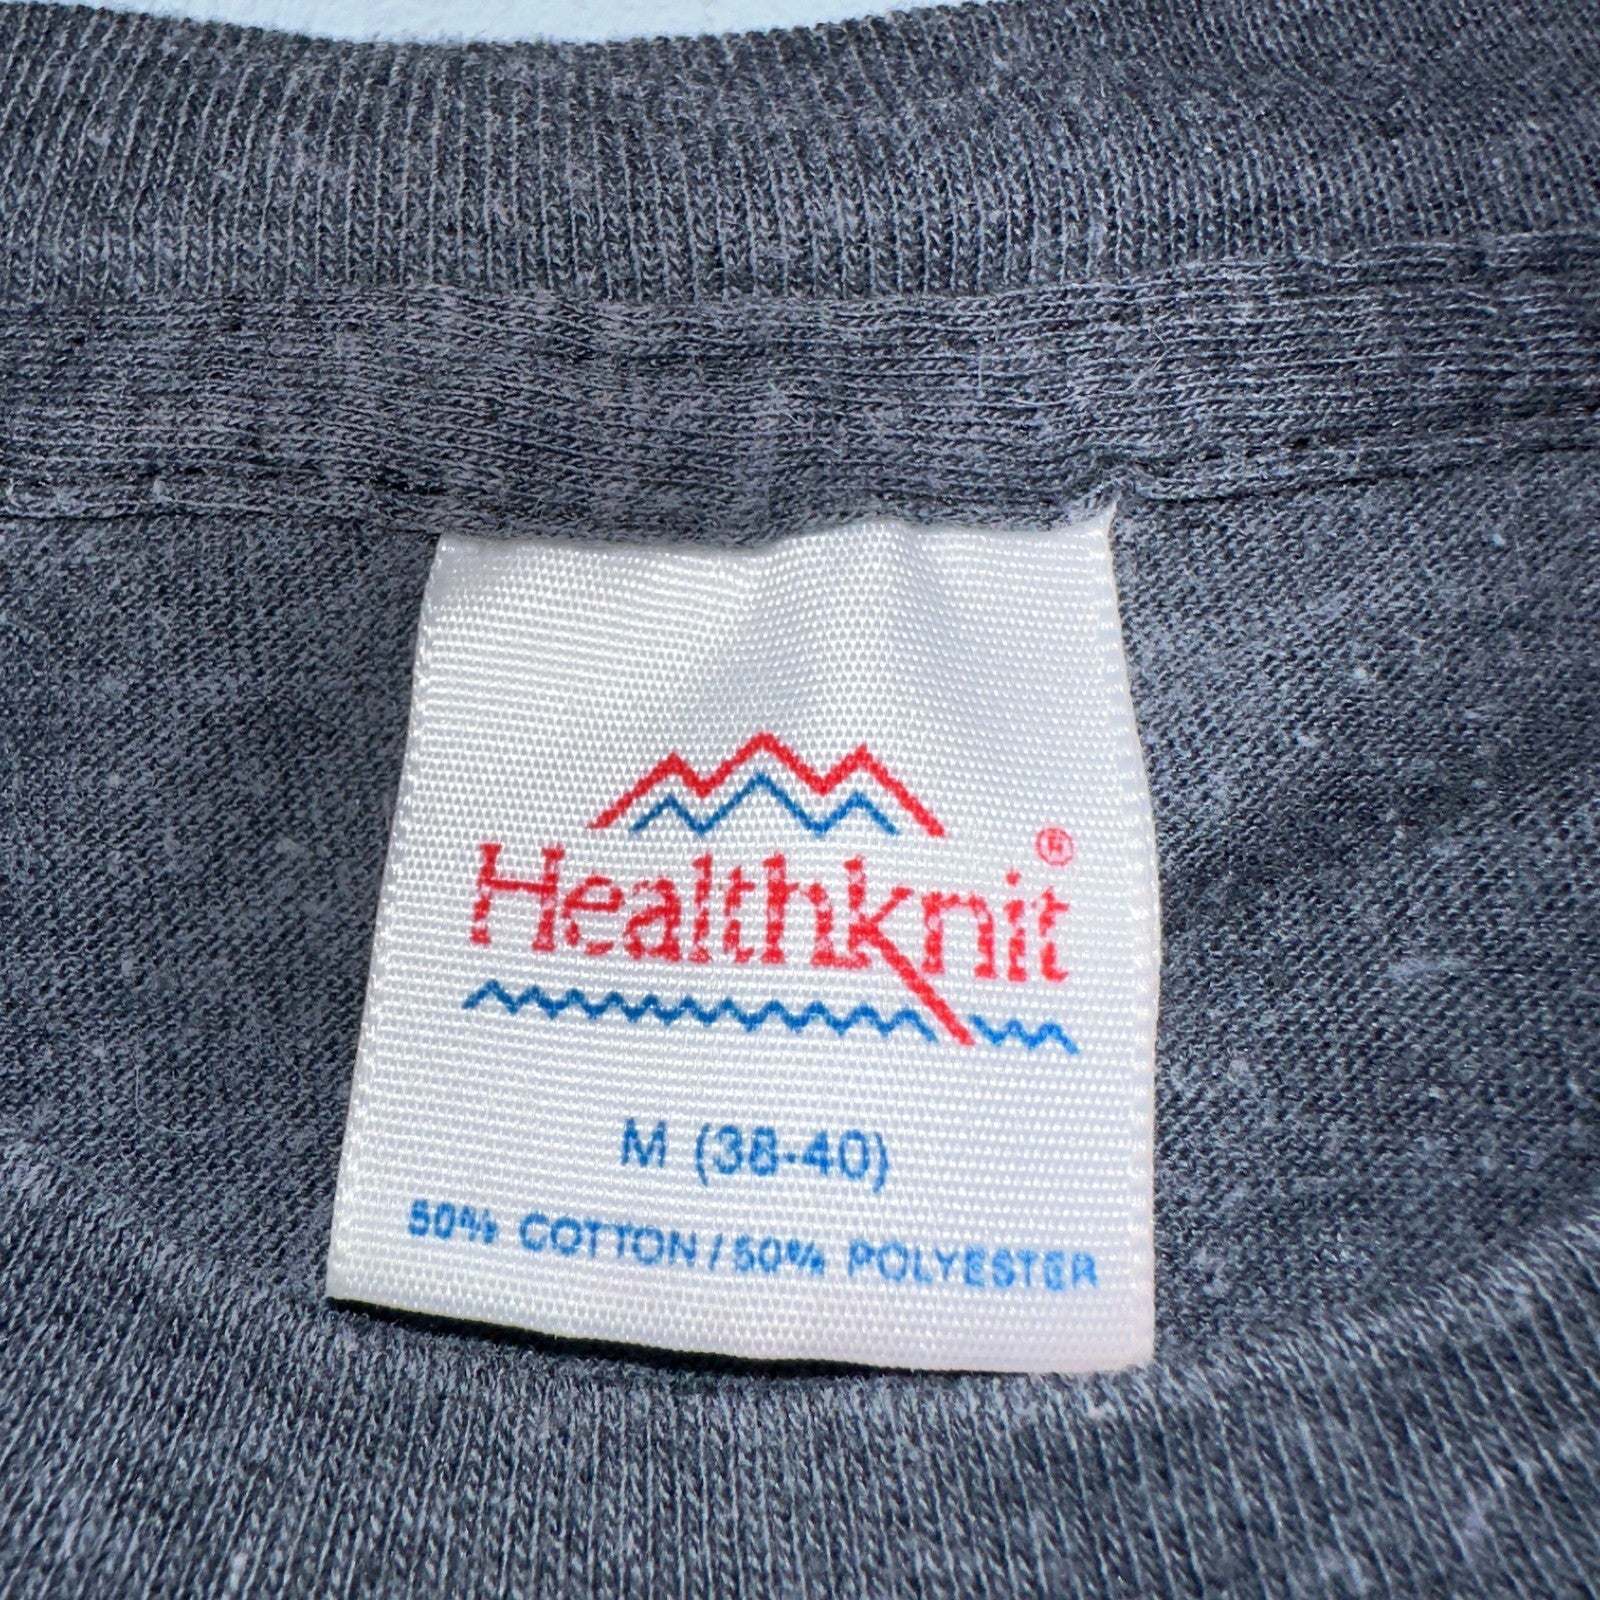 Healthknit®
M (38-40)
50% COTTON / 50% POLYESTER